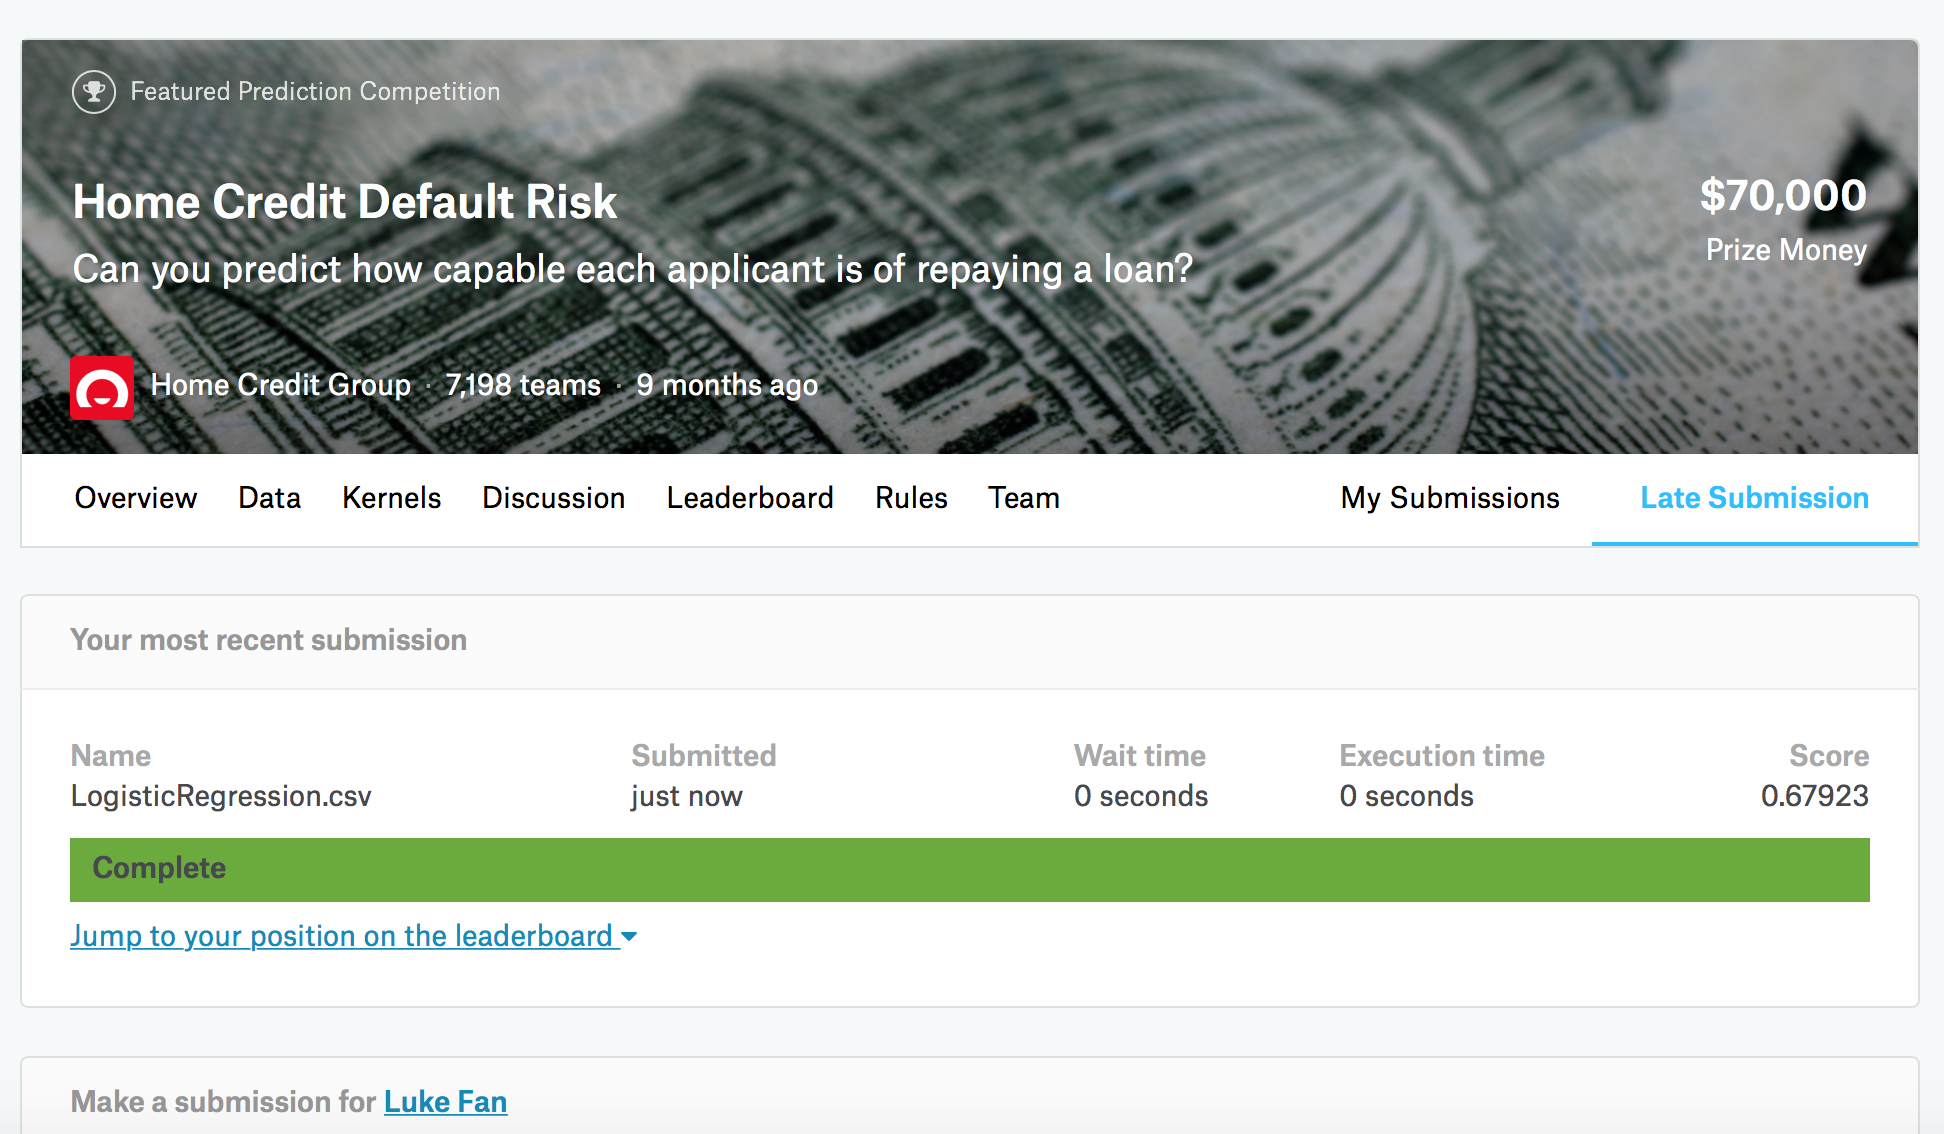 Featured Prediction Competition
Home Credit Default Risk
Can you predict how capable each applicant is of repaying a loan?
$70,000
Prize Money
Home Credit Group · 7,198 teams · 9 months ago
Overview Data Kernels Discussion Leaderboard Rules Team My Submissions Late Submission
Your most recent submission
Name Submitted Wait time Execution time Score
LogisticRegression.csv just now 0 seconds 0 seconds 0.67923
Complete
Jump to your position on the leaderboard
Make a submission for Luke Fan